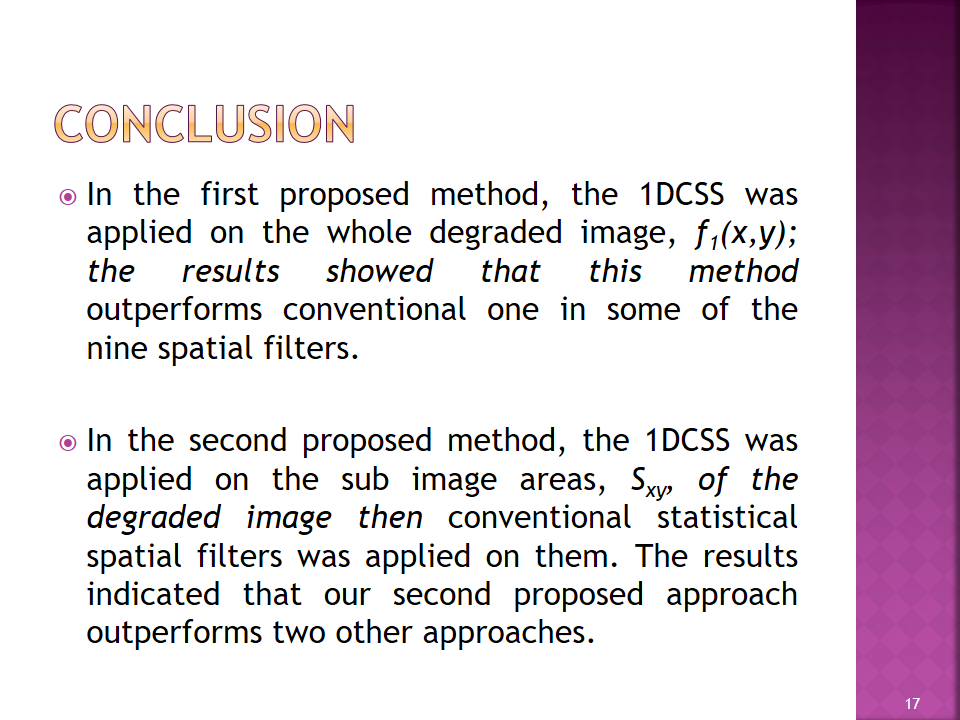 CONCLUSION
In the first proposed method, the 1DCSS was
applied on the whole degraded image, f1(x,y);
the results showed that this method
outperforms conventional one in some of the
nine spatial filters.
In the second proposed method, the 1DCSS was
applied on the sub image areas, Sxy, of the
degraded image then conventional statistical
spatial filters was applied on them. The results
indicated that our second proposed approach
outperforms two other approaches.
17